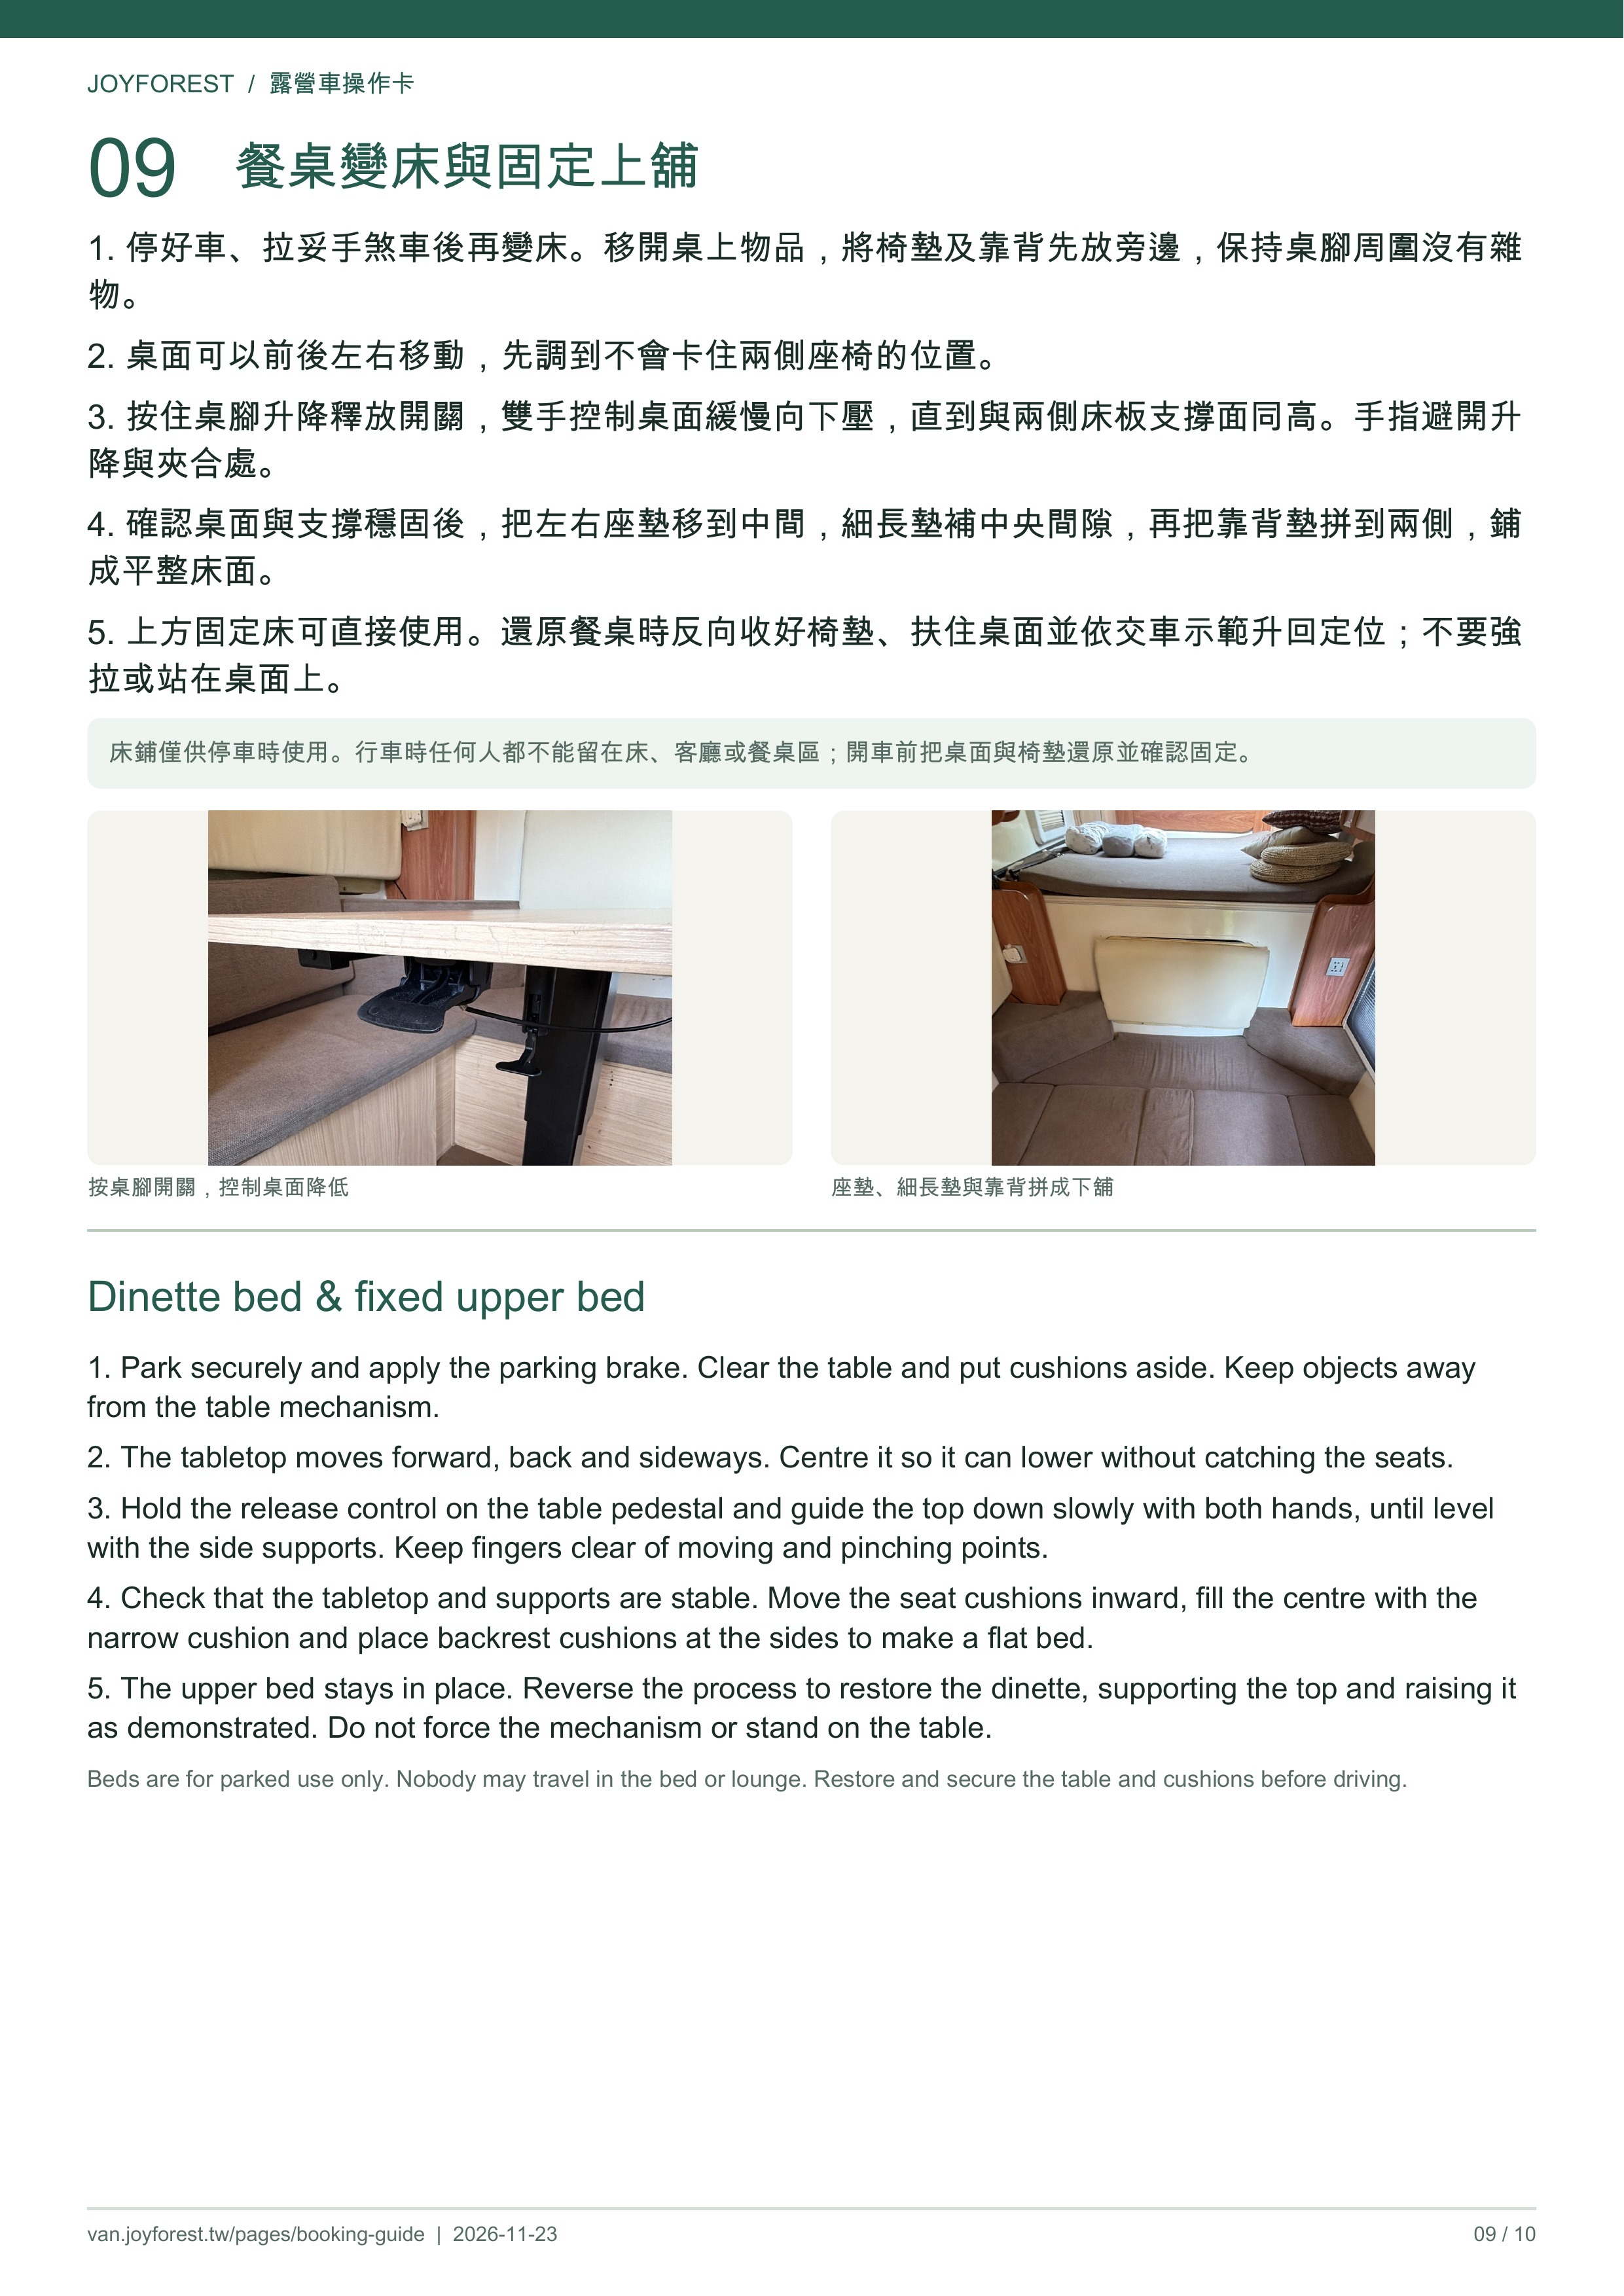 JOYFOREST / 露營車操作卡
09 餐桌變床與固定上舖
1. 停好車、拉妥手煞車後再變床。移開桌上物品，將椅墊及靠背先放旁邊，保持桌腳周圍沒有雜
物。
2. 桌面可以前後左右移動，先調到不會卡住兩側座椅的位置。
3. 按住桌腳升降釋放開關，雙手控制桌面緩慢向下壓，直到與兩側床板支撐面同高。手指避開升
降與夾合處。
4. 確認桌面與支撐穩固後，把左右座墊移到中間，細長墊補中央間隙，再把靠背墊拼到兩側，鋪
成平整床面。
5. 上方固定床可直接使用。還原餐桌時反向收好椅墊、扶住桌面並依交車示範升回定位；不要強
拉或站在桌面上。
床鋪僅供停車時使用。行車時任何人都不能留在床、客廳或餐桌區；開車前把桌面與椅墊還原並確認固定。
按桌腳開關，控制桌面降低
座墊、細長墊與靠背拼成下舖
Dinette bed & fixed upper bed
1. Park securely and apply the parking brake. Clear the table and put cushions aside. Keep objects away
from the table mechanism.
2. The tabletop moves forward, back and sideways. Centre it so it can lower without catching the seats.
3. Hold the release control on the table pedestal and guide the top down slowly with both hands, until level
with the side supports. Keep fingers clear of moving and pinching points.
4. Check that the tabletop and supports are stable. Move the seat cushions inward, fill the centre with the
narrow cushion and place backrest cushions at the sides to make a flat bed.
5. The upper bed stays in place. Reverse the process to restore the dinette, supporting the top and raising it
as demonstrated. Do not force the mechanism or stand on the table.
Beds are for parked use only. Nobody may travel in the bed or lounge. Restore and secure the table and cushions before driving.
van.joyforest.tw/pages/booking-guide | 2026-11-23
09 / 10